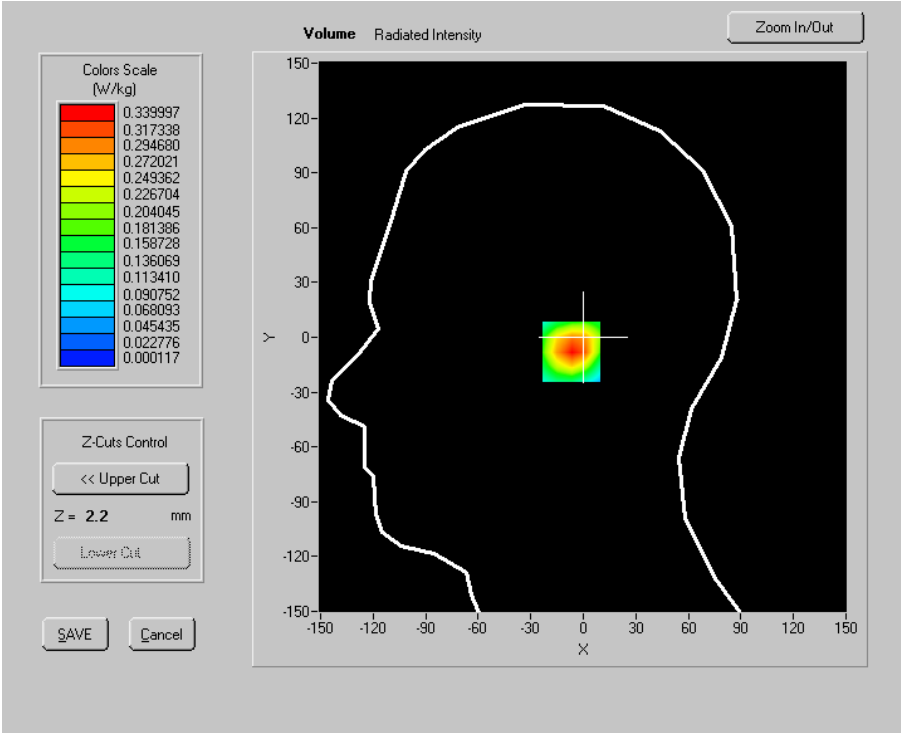 Volume Radiated Intensity
Zoom In/Out
Colors Scale
(W/kg)
0.339997
0.317338
0.294680
0.272021
0.249362
0.226704
0.204045
0.181386
0.158728
0.136069
0.113410
0.090752
0.068093
0.045435
0.022776
0.000117
Z-Cuts Control
<< Upper Cut
Z = 2.2 mm
Lower Cut
SAVE
Cancel
150
120
90
60
30
0
-30
-60
-90
-120
-150
Y
-150 -120 -90 -60 -30 0 30 60 90 120 150
X